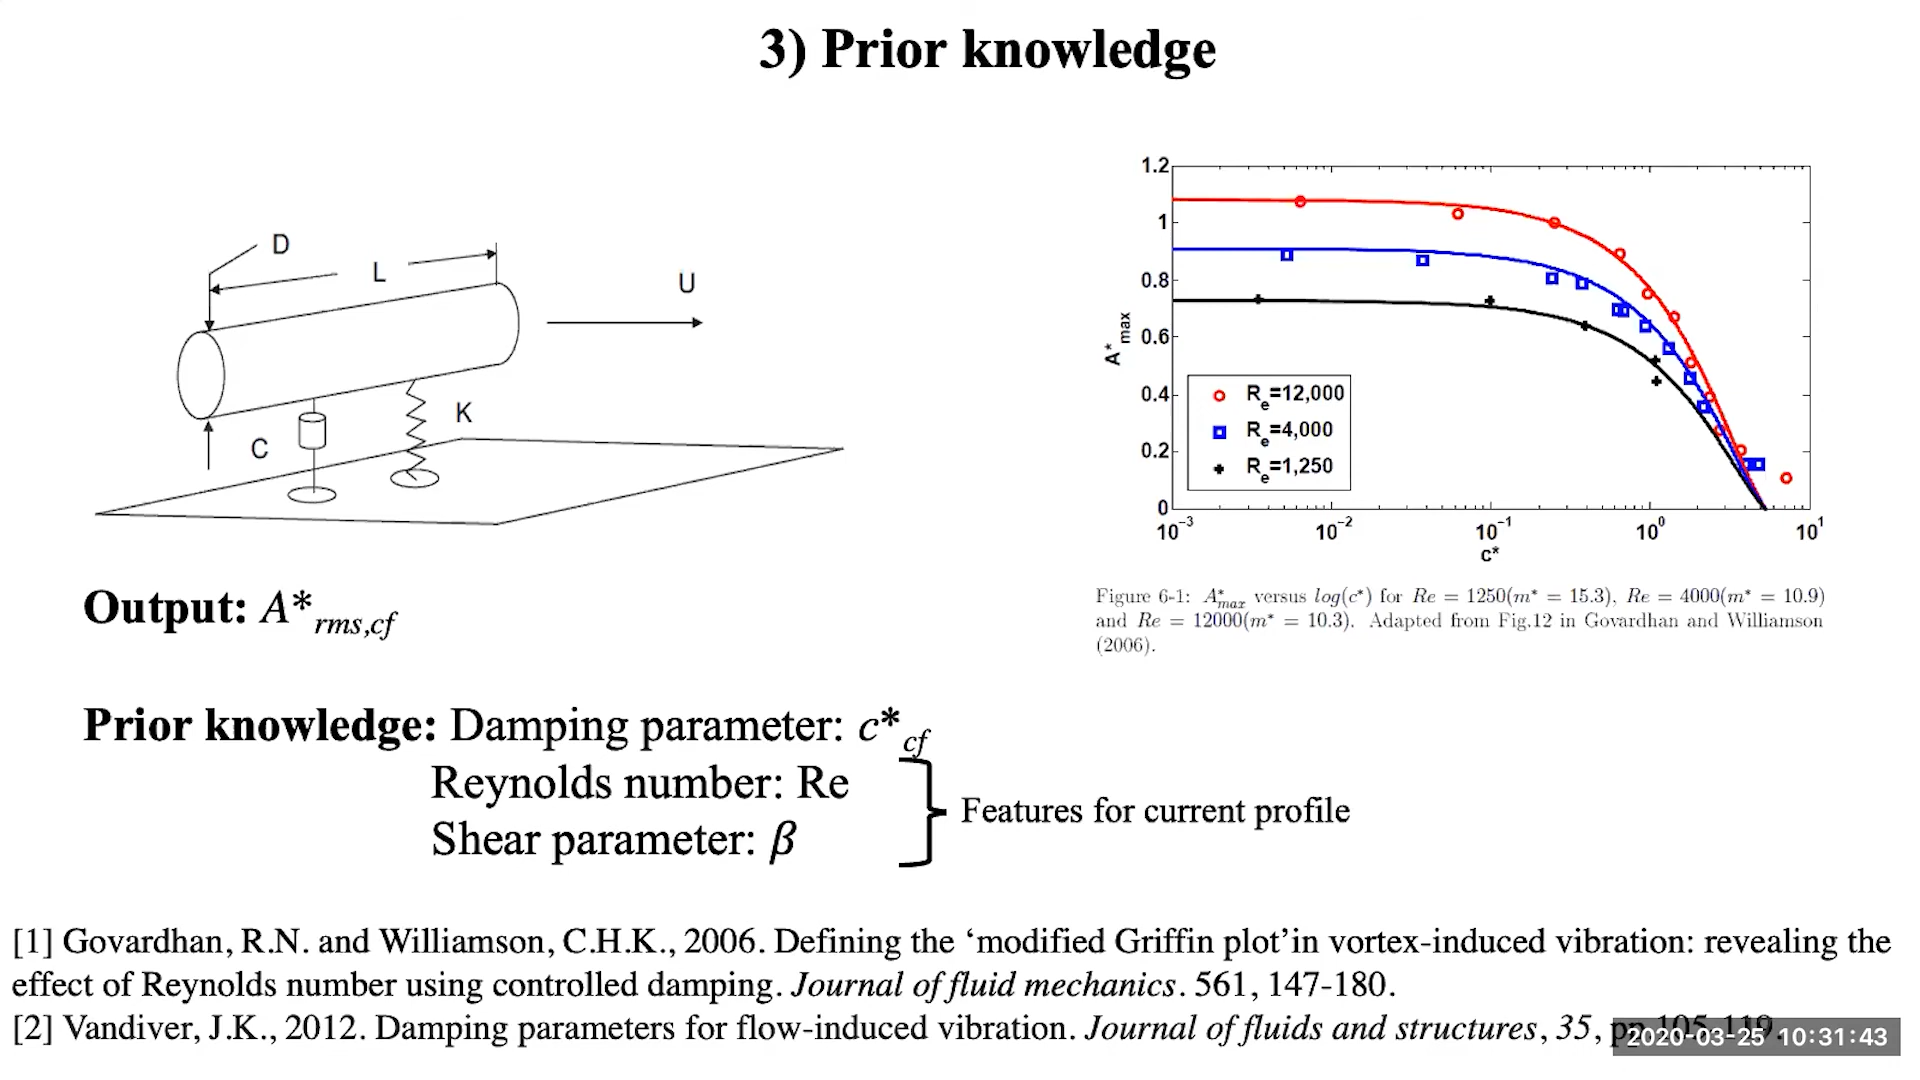 3) Prior knowledge
D
L
U
K
C
1.2
1
0.8
0.6
0.4
0.2
0
A*max
Re=12,000
Re=4,000
Re=1,250
10^-3 10^-2 10^-1 10^0 10^1
c*
Figure 6-1: A*max versus log(c*) for Re = 1250(m* = 15.3), Re = 4000(m* = 10.9)
and Re = 12000(m* = 10.3). Adapted from Fig.12 in Govardhan and Williamson
(2006).
Output: A*rms,cf
Prior knowledge: Damping parameter: c*cf
Reynolds number: Re
Shear parameter: β
Features for current profile
[1] Govardhan, R.N. and Williamson, C.H.K., 2006. Defining the ‘modified Griffin plot’in vortex-induced vibration: revealing the
effect of Reynolds number using controlled damping. Journal of fluid mechanics. 561, 147-180.
[2] Vandiver, J.K., 2012. Damping parameters for flow-induced vibration. Journal of fluids and structures, 35, pp.105-119.
2020-03-25 10:31:43